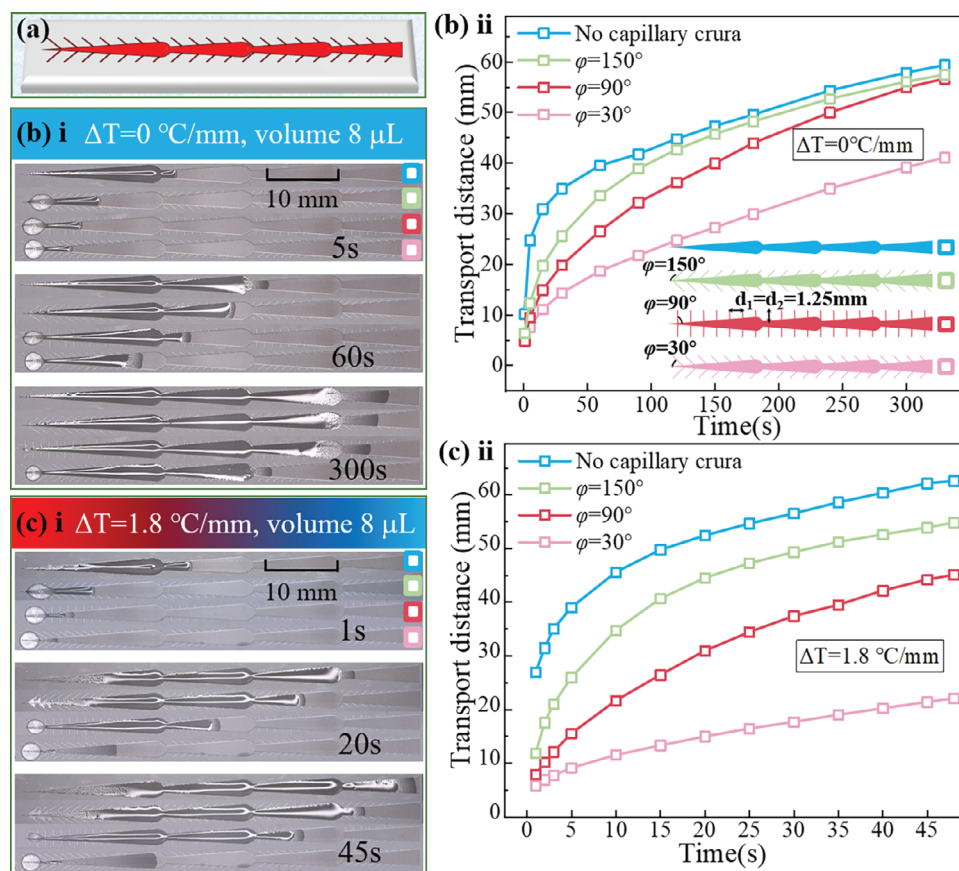 (a)
(b) i ΔT=0 °C/mm, volume 8 μL
10 mm
5s
60s
300s
(c) i ΔT=1.8 °C/mm, volume 8 μL
10 mm
1s
20s
45s
(b) ii
No capillary crura
φ=150°
φ=90°
φ=30°
ΔT=0°C/mm
φ=150°
φ=90°
d₁=d₂=1.25mm
φ=30°
Transport distance (mm)
60
50
40
30
20
10
0
0 50 100 150 200 250 300
Time(s)
(c) ii
No capillary crura
φ=150°
φ=90°
φ=30°
ΔT=1.8 °C/mm
Transport distance (mm)
60
50
40
30
20
10
0
0 5 10 15 20 25 30 35 40 45
Time(s)